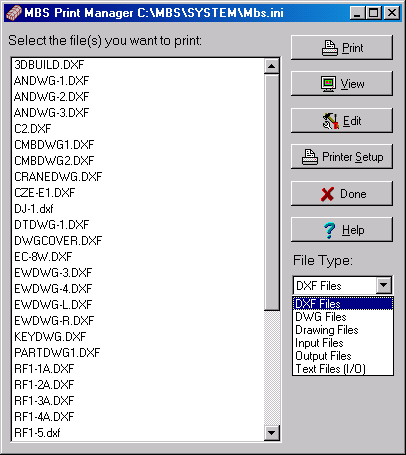 MBS Print Manager C:\MBS\SYSTEM\Mbs.ini
Select the file(s) you want to print:
3DBUILD.DXF
ANDWG-1.DXF
ANDWG-2.DXF
ANDWG-3.DXF
C2.DXF
CMBDWG1.DXF
CMBDWG2.DXF
CRANEDWG.DXF
CZE-E1.DXF
DJ-1.dxf
DTDWG-1.DXF
DWGCOVER.DXF
EC-8W.DXF
EWDWG-3.DXF
EWDWG-4.DXF
EWDWG-L.DXF
EWDWG-R.DXF
KEYDWG.DXF
PARTDWG1.DXF
RF1-1A.DXF
RF1-2A.DXF
RF1-3A.DXF
RF1-4A.DXF
RF1-5.dxf
Print
View
Edit
Printer Setup
Done
Help
File Type:
DXF Files
DXF Files
DWG Files
Drawing Files
Input Files
Output Files
Text Files (I/O)